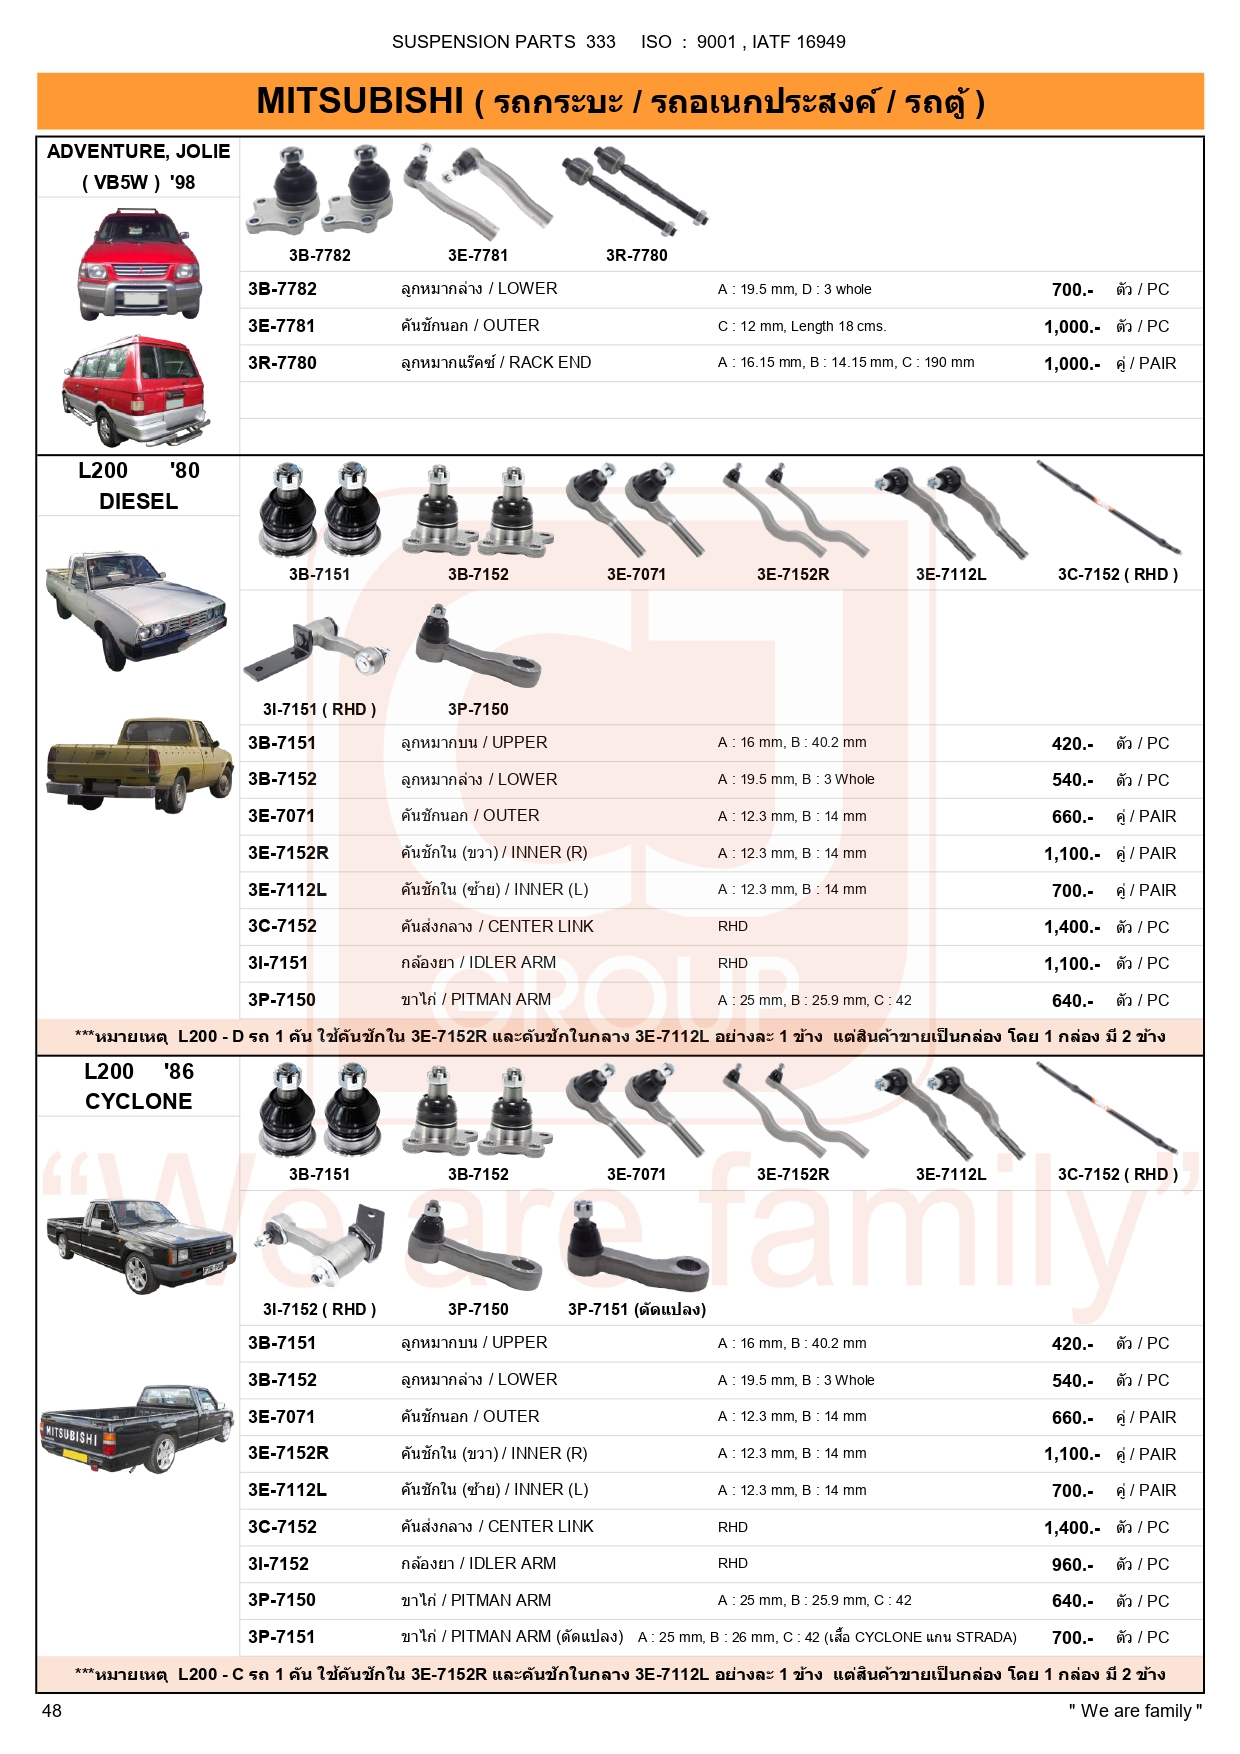 SUSPENSION PARTS 333 ISO : 9001 , IATF 16949
MITSUBISHI ( รถกระบะ / รถอเนกประสงค์ / รถตู้ )
ADVENTURE, JOLIE
( VB5W ) '98
3B-7782 3E-7781 3R-7780
3B-7782 ลูกหมากล่าง / LOWER A : 19.5 mm, D : 3 whole 700.- ตัว / PC
3E-7781 คันชักนอก / OUTER C : 12 mm, Length 18 cms. 1,000.- ตัว / PC
3R-7780 ลูกหมากแร๊คซ์ / RACK END A : 16.15 mm, B : 14.15 mm, C : 190 mm 1,000.- คู่ / PAIR
L200 '80
DIESEL
3B-7151 3B-7152 3E-7071 3E-7152R 3E-7112L 3C-7152 ( RHD )
3I-7151 ( RHD ) 3P-7150
3B-7151 ลูกหมากบน / UPPER A : 16 mm, B : 40.2 mm 420.- ตัว / PC
3B-7152 ลูกหมากล่าง / LOWER A : 19.5 mm, B : 3 Whole 540.- ตัว / PC
3E-7071 คันชักนอก / OUTER A : 12.3 mm, B : 14 mm 660.- คู่ / PAIR
3E-7152R คันชักใน (ขวา) / INNER (R) A : 12.3 mm, B : 14 mm 1,100.- คู่ / PAIR
3E-7112L คันชักใน (ซ้าย) / INNER (L) A : 12.3 mm, B : 14 mm 700.- คู่ / PAIR
3C-7152 คันส่งกลาง / CENTER LINK RHD 1,400.- ตัว / PC
3I-7151 กล้องยา / IDLER ARM RHD 1,100.- ตัว / PC
3P-7150 ขาไก่ / PITMAN ARM A : 25 mm, B : 25.9 mm, C : 42 640.- ตัว / PC
***หมายเหตุ L200 - D รถ 1 คัน ใช้คันชักใน 3E-7152R และคันชักในกลาง 3E-7112L อย่างละ 1 ข้าง แต่สินค้าขายเป็นกล่อง โดย 1 กล่อง มี 2 ข้าง
CJ
GROUP
L200 '86
CYCLONE
3B-7151 3B-7152 3E-7071 3E-7152R 3E-7112L 3C-7152 ( RHD )
“We are family”
3I-7152 ( RHD ) 3P-7150 3P-7151 (ดัดแปลง)
MITSUBISHI
3B-7151 ลูกหมากบน / UPPER A : 16 mm, B : 40.2 mm 420.- ตัว / PC
3B-7152 ลูกหมากล่าง / LOWER A : 19.5 mm, B : 3 Whole 540.- ตัว / PC
3E-7071 คันชักนอก / OUTER A : 12.3 mm, B : 14 mm 660.- คู่ / PAIR
3E-7152R คันชักใน (ขวา) / INNER (R) A : 12.3 mm, B : 14 mm 1,100.- คู่ / PAIR
3E-7112L คันชักใน (ซ้าย) / INNER (L) A : 12.3 mm, B : 14 mm 700.- คู่ / PAIR
3C-7152 คันส่งกลาง / CENTER LINK RHD 1,400.- ตัว / PC
3I-7152 กล้องยา / IDLER ARM RHD 960.- ตัว / PC
3P-7150 ขาไก่ / PITMAN ARM A : 25 mm, B : 25.9 mm, C : 42 640.- ตัว / PC
3P-7151 ขาไก่ / PITMAN ARM (ดัดแปลง) A : 25 mm, B : 26 mm, C : 42 (เสื้อ CYCLONE แกน STRADA) 700.- ตัว / PC
***หมายเหตุ L200 - C รถ 1 คัน ใช้คันชักใน 3E-7152R และคันชักในกลาง 3E-7112L อย่างละ 1 ข้าง แต่สินค้าขายเป็นกล่อง โดย 1 กล่อง มี 2 ข้าง
48 " We are family "